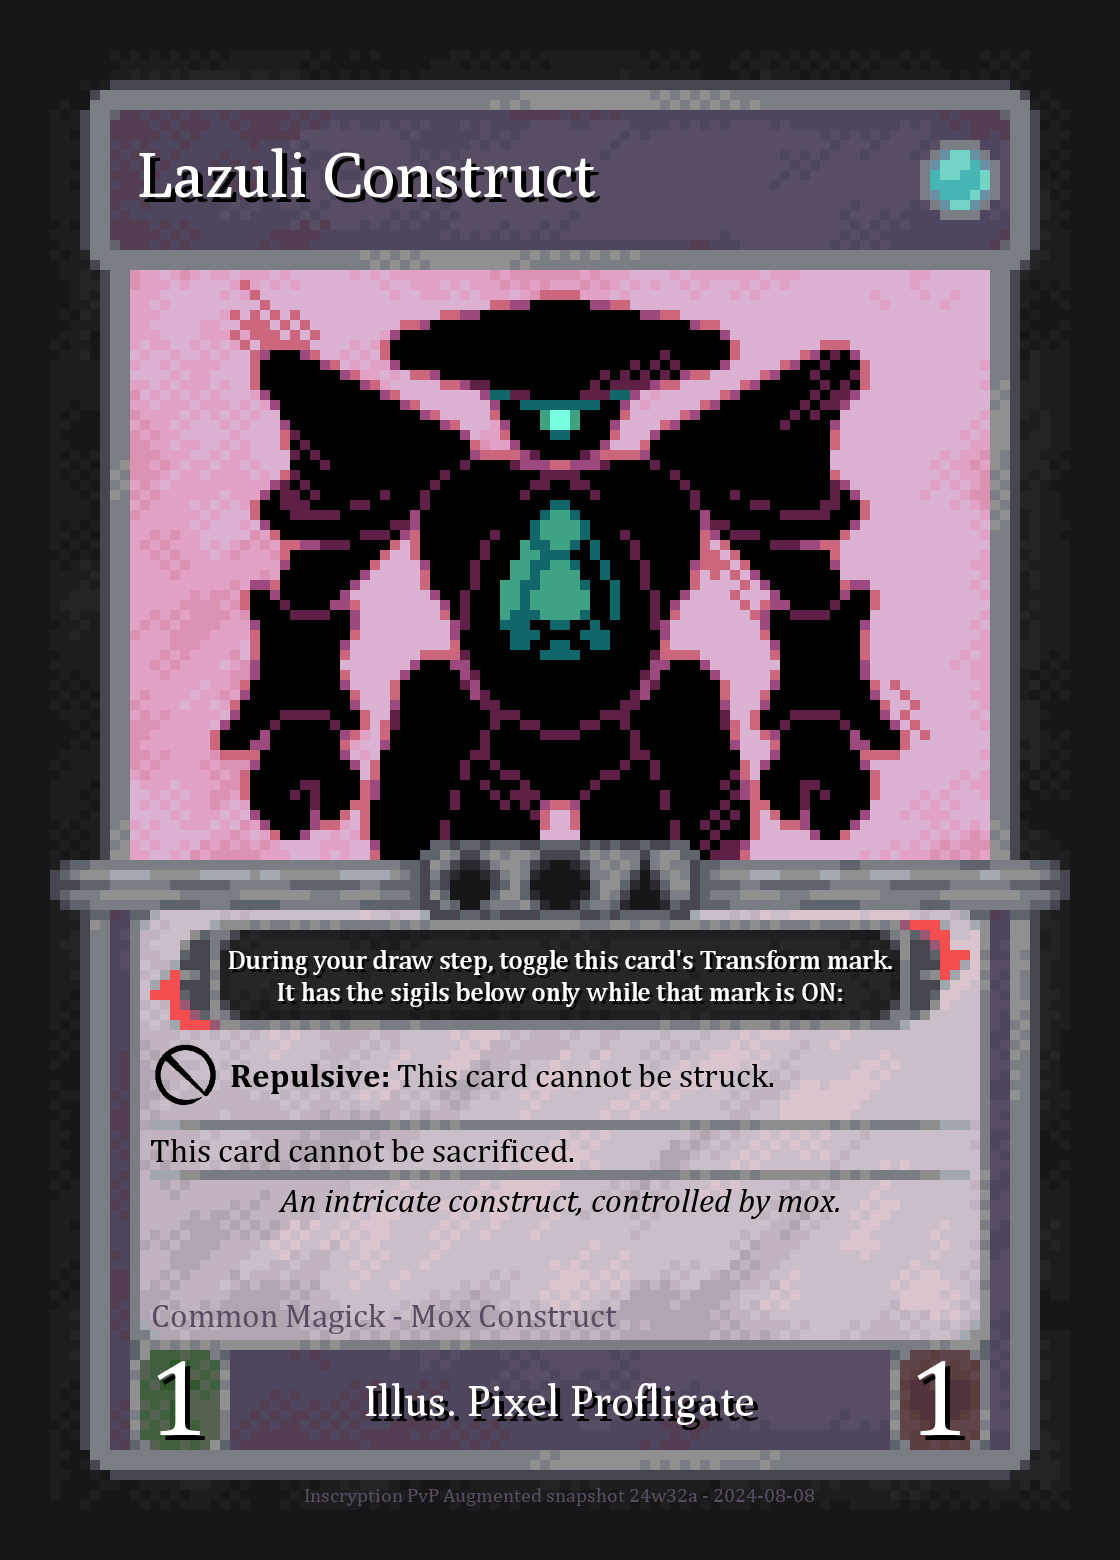 Lazuli Construct
During your draw step, toggle this card's Transform mark.
It has the sigils below only while that mark is ON:
Repulsive: This card cannot be struck.
This card cannot be sacrificed.
An intricate construct, controlled by mox.
Common Magick - Mox Construct
1 Illus. Pixel Profligate 1
Inscryption PvP Augmented snapshot 24w32a - 2024-08-08